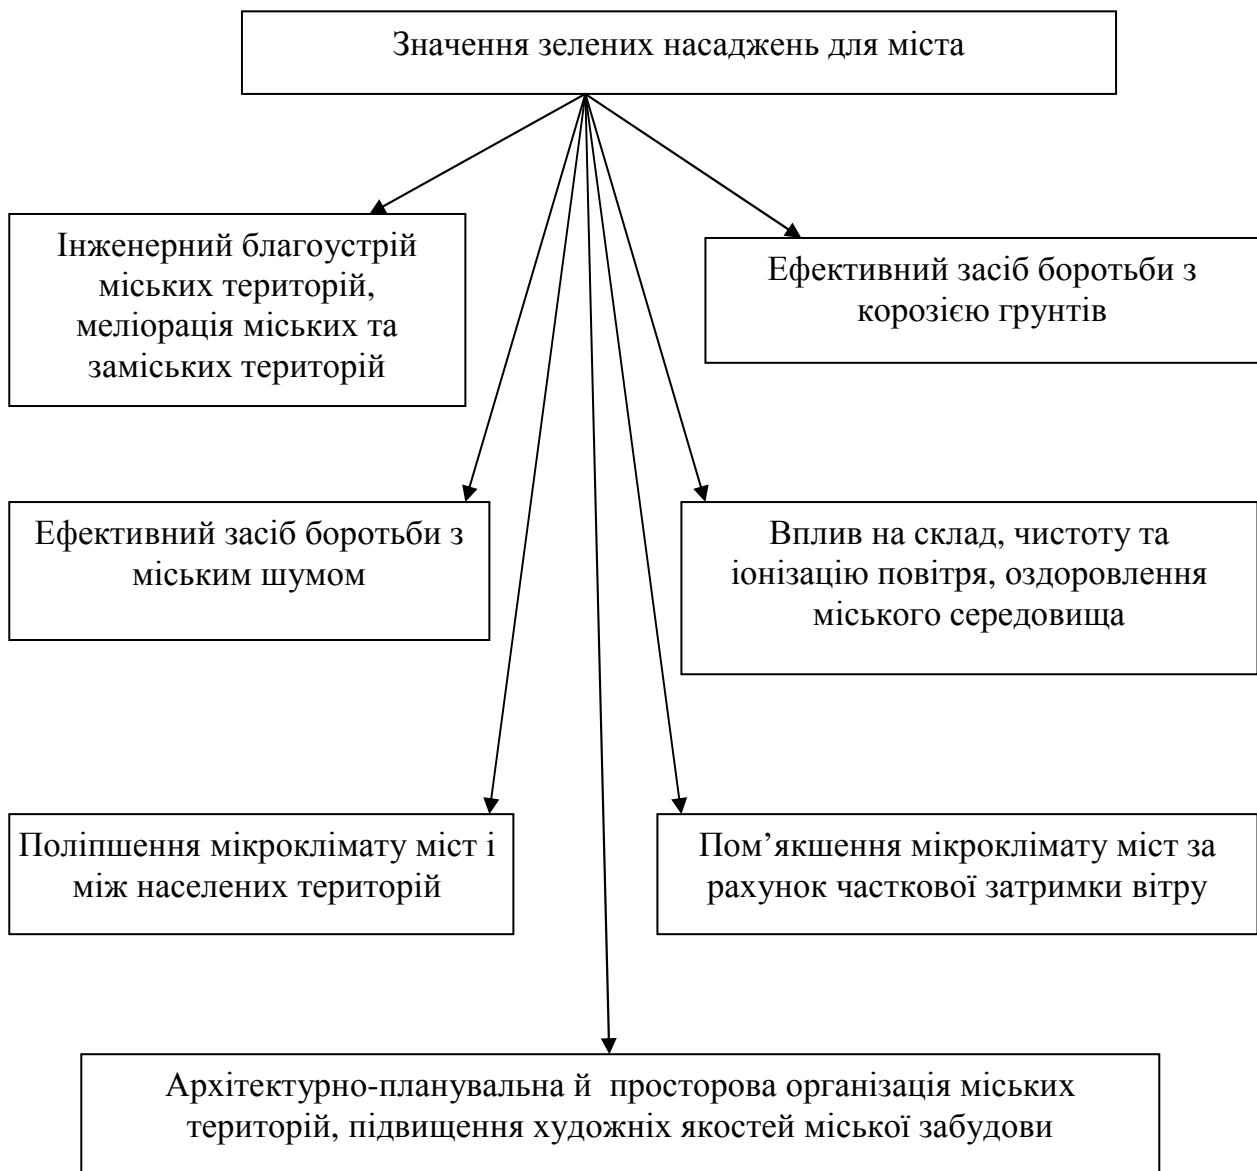 Значення зелених насаджень для міста
Інженерний благоустрій
міських територій,
меліорація міських та
заміських територій
Ефективний засіб боротьби з
корозією грунтів
Ефективний засіб боротьби з
міським шумом
Вплив на склад, чистоту та
іонізацію повітря, оздоровлення
міського середовища
Поліпшення мікроклімату міст і
між населених територій
Пом’якшення мікроклімату міст за
рахунок часткової затримки вітру
Архітектурно-планувальна й просторова організація міських
територій, підвищення художніх якостей міської забудови